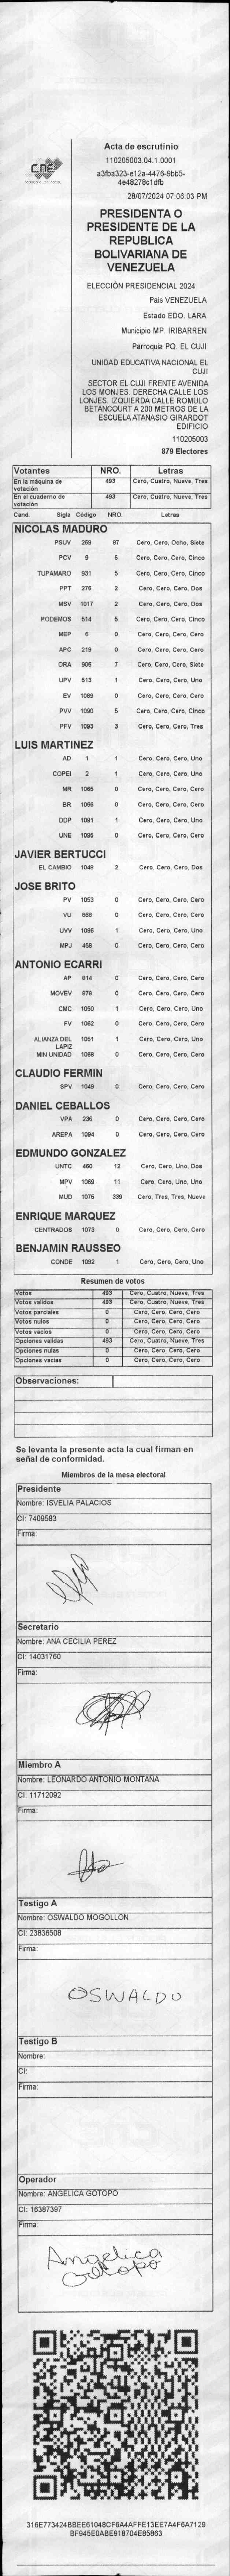 CNE
Acta de escrutinio
110205003.04.1.0001
a3fba323-e12a-4476-9bb5-
4e48278c1dfb
28/07/2024 07:06:03 PM
PRESIDENTA O
PRESIDENTE DE LA
REPUBLICA
BOLIVARIANA DE
VENEZUELA
ELECCIÓN PRESIDENCIAL 2024
Pais VENEZUELA
Estado EDO. LARA
Municipio MP. IRIBARREN
Parroquia PQ. EL CUJI
UNIDAD EDUCATIVA NACIONAL EL
CUJI
SECTOR EL CUJI FRENTE AVENIDA
LOS MONJES. DERECHA CALLE LOS
LONJES. IZQUIERDA CALLE ROMULO
BETANCOURT A 200 METROS DE LA
ESCUELA ATANASIO GIRARDOT
EDIFICIO
110205003
879 Electores
Votantes NRO. Letras
En la máquina de votación 493 Cero, Cuatro, Nueve, Tres
En el cuaderno de votación 493 Cero, Cuatro, Nueve, Tres
Cand. Sigla Código NRO. Letras
NICOLAS MADURO
PSUV 269 87 Cero, Cero, Ocho, Siete
PCV 9 5 Cero, Cero, Cero, Cinco
TUPAMARO 931 5 Cero, Cero, Cero, Cinco
PPT 276 2 Cero, Cero, Cero, Dos
MSV 1017 2 Cero, Cero, Cero, Dos
PODEMOS 514 5 Cero, Cero, Cero, Cinco
MEP 6 0 Cero, Cero, Cero, Cero
APC 219 0 Cero, Cero, Cero, Cero
ORA 906 7 Cero, Cero, Cero, Siete
UPV 513 1 Cero, Cero, Cero, Uno
EV 1089 0 Cero, Cero, Cero, Cero
PVV 1090 5 Cero, Cero, Cero, Cinco
PFV 1093 3 Cero, Cero, Cero, Tres
LUIS MARTINEZ
AD 1 1 Cero, Cero, Cero, Uno
COPEI 2 1 Cero, Cero, Cero, Uno
MR 1065 0 Cero, Cero, Cero, Cero
BR 1066 0 Cero, Cero, Cero, Cero
DDP 1091 1 Cero, Cero, Cero, Uno
UNE 1095 0 Cero, Cero, Cero, Cero
JAVIER BERTUCCI
EL CAMBIO 1048 2 Cero, Cero, Cero, Dos
JOSE BRITO
PV 1053 0 Cero, Cero, Cero, Cero
VU 868 0 Cero, Cero, Cero, Cero
UVV 1096 1 Cero, Cero, Cero, Uno
MPJ 458 0 Cero, Cero, Cero, Cero
ANTONIO ECARRI
AP 814 0 Cero, Cero, Cero, Cero
MOVEV 978 0 Cero, Cero, Cero, Cero
CMC 1050 1 Cero, Cero, Cero, Uno
FV 1062 0 Cero, Cero, Cero, Cero
ALIANZA DEL 1051 1 Cero, Cero, Cero, Uno
LAPIZ
MIN UNIDAD 1068 0 Cero, Cero, Cero, Cero
CLAUDIO FERMIN
SPV 1049 0 Cero, Cero, Cero, Cero
DANIEL CEBALLOS
VPA 236 0 Cero, Cero, Cero, Cero
AREPA 1094 0 Cero, Cero, Cero, Cero
EDMUNDO GONZALEZ
UNTC 460 12 Cero, Cero, Uno, Dos
MPV 1069 11 Cero, Cero, Uno, Uno
MUD 1075 339 Cero, Tres, Tres, Nueve
ENRIQUE MARQUEZ
CENTRADOS 1073 0 Cero, Cero, Cero, Cero
BENJAMIN RAUSSEO
CONDE 1092 1 Cero, Cero, Cero, Uno
Resumen de votos
Votos 493 Cero, Cuatro, Nueve, Tres
Votos validos 493 Cero, Cuatro, Nueve, Tres
Votos parciales 0 Cero, Cero, Cero, Cero
Votos nulos 0 Cero, Cero, Cero, Cero
Votos vacios 0 Cero, Cero, Cero, Cero
Opciones validas 493 Cero, Cuatro, Nueve, Tres
Opciones nulas 0 Cero, Cero, Cero, Cero
Opciones vacias 0 Cero, Cero, Cero, Cero
Observaciones:
Se levanta la presente acta la cual firman en
señal de conformidad.
Miembros de la mesa electoral
Presidente
Nombre: ISVELIA PALACIOS
CI: 7409583
Firma:
Secretario
Nombre: ANA CECILIA PEREZ
CI: 14031760
Firma:
Miembro A
Nombre: LEONARDO ANTONIO MONTAÑA
CI: 11712092
Firma:
Testigo A
Nombre: OSWALDO MOGOLLON
CI: 23836508
Firma:
OSWALDO
Testigo B
Nombre:
CI:
Firma:
Operador
Nombre: ANGELICA GOTOPO
CI: 16387397
Firma:
Angelica
Gotopo
316E773424BBEE61048CF6A4AFFE13EE7A4F6A7129
BF945E0ABE918704E85863